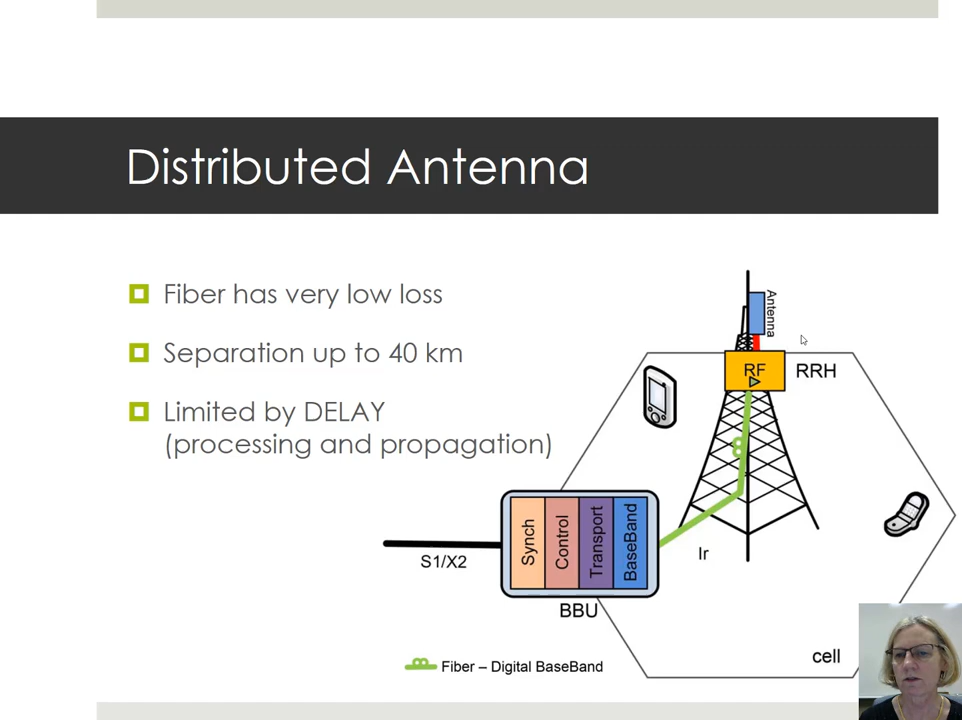 Distributed Antenna
Fiber has very low loss
Separation up to 40 km
Limited by DELAY
(processing and propagation)
Antenna
RF
RRH
Synch
Control
Transport
BaseBand
S1/X2
Ir
BBU
cell
Fiber – Digital BaseBand